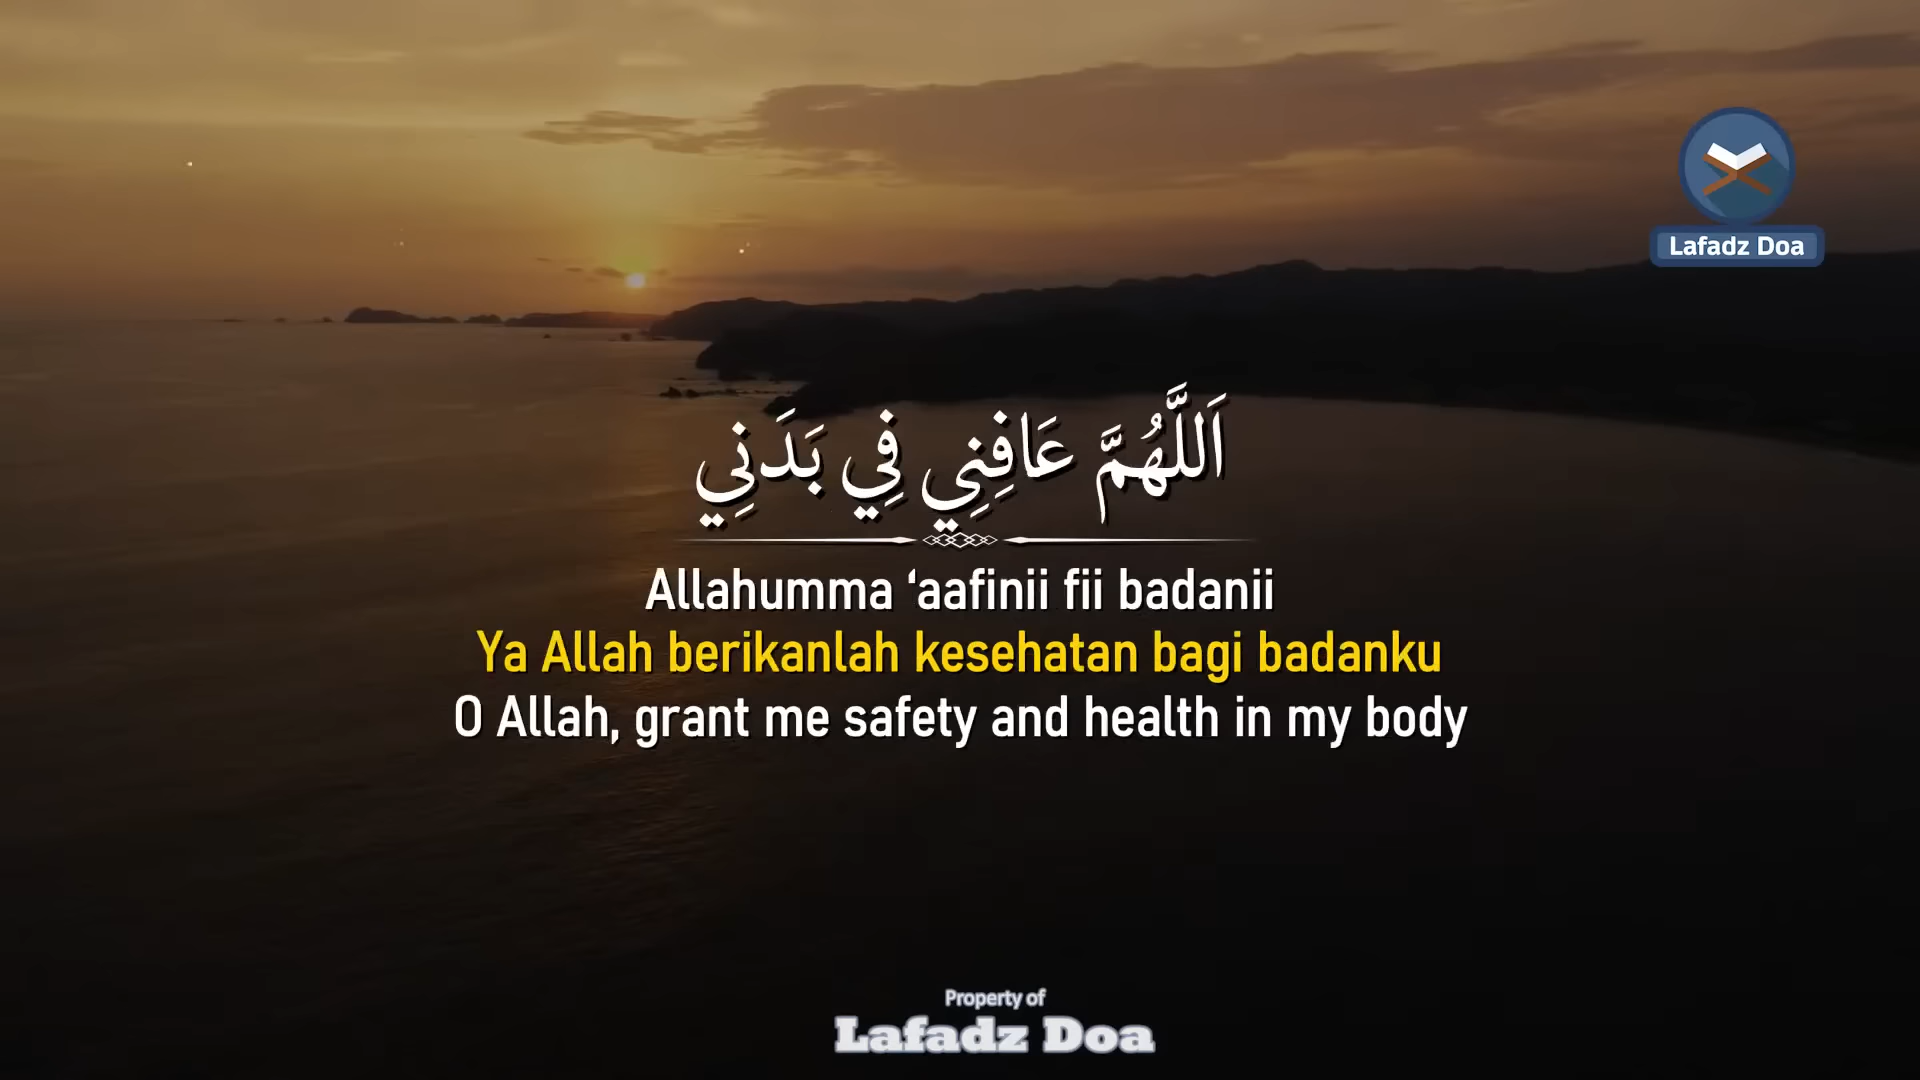 Lafadz Doa
اَللَّهُمَّ عَافِنِي فِي بَدَنِي
Allahumma ‘aafinii fii badanii
Ya Allah berikanlah kesehatan bagi badanku
O Allah, grant me safety and health in my body
Property of
Lafadz Doa